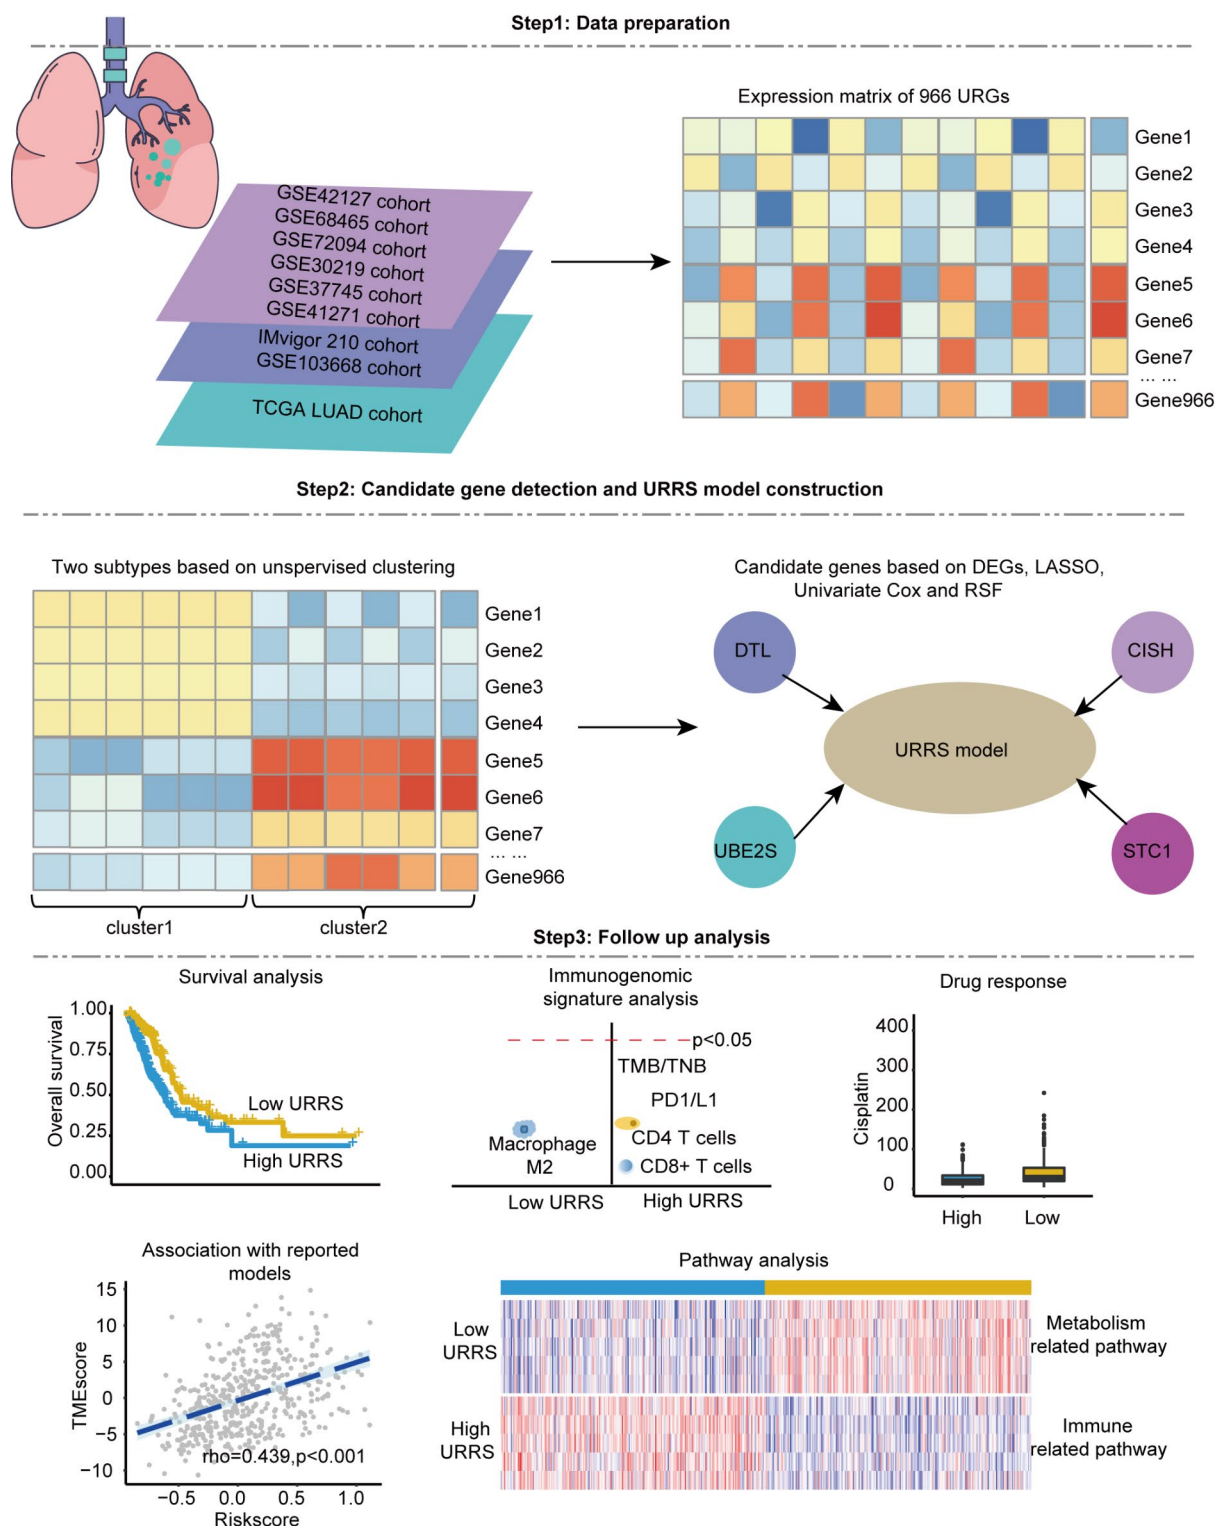 Step1: Data preparation
Expression matrix of 966 URGs
GSE42127 cohort
GSE68465 cohort
GSE72094 cohort
GSE30219 cohort
GSE37745 cohort
GSE41271 cohort
IMvigor 210 cohort
GSE103668 cohort
TCGA LUAD cohort
Gene1
Gene2
Gene3
Gene4
Gene5
Gene6
Gene7
... ...
Gene966
Step2: Candidate gene detection and URRS model construction
Two subtypes based on unspervised clustering
Gene1
Gene2
Gene3
Gene4
Gene5
Gene6
Gene7
... ...
Gene966
cluster1
cluster2
Candidate genes based on DEGs, LASSO,
Univariate Cox and RSF
DTL
CISH
URRS model
UBE2S
STC1
Step3: Follow up analysis
Survival analysis
Overall survival
1.00
0.75
0.50
0.25
0.00
Low URRS
High URRS
Immunogenomic
signature analysis
p<0.05
TMB/TNB
PD1/L1
CD4 T cells
CD8+ T cells
Macrophage
M2
Low URRS
High URRS
Drug response
Cisplatin
400
300
200
100
0
High
Low
Association with reported
models
TMEscore
15
10
5
0
−5
−10
rho=0.439,p<0.001
−0.5
0.0
0.5
1.0
Riskscore
Pathway analysis
Low
URRS
High
URRS
Metabolism
related pathway
Immune
related pathway